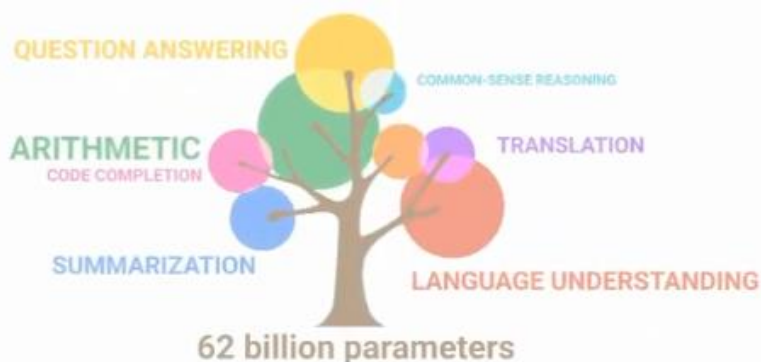 QUESTION ANSWERING
COMMON-SENSE REASONING
ARITHMETIC
TRANSLATION
CODE COMPLETION
SUMMARIZATION
LANGUAGE UNDERSTANDING
62 billion parameters